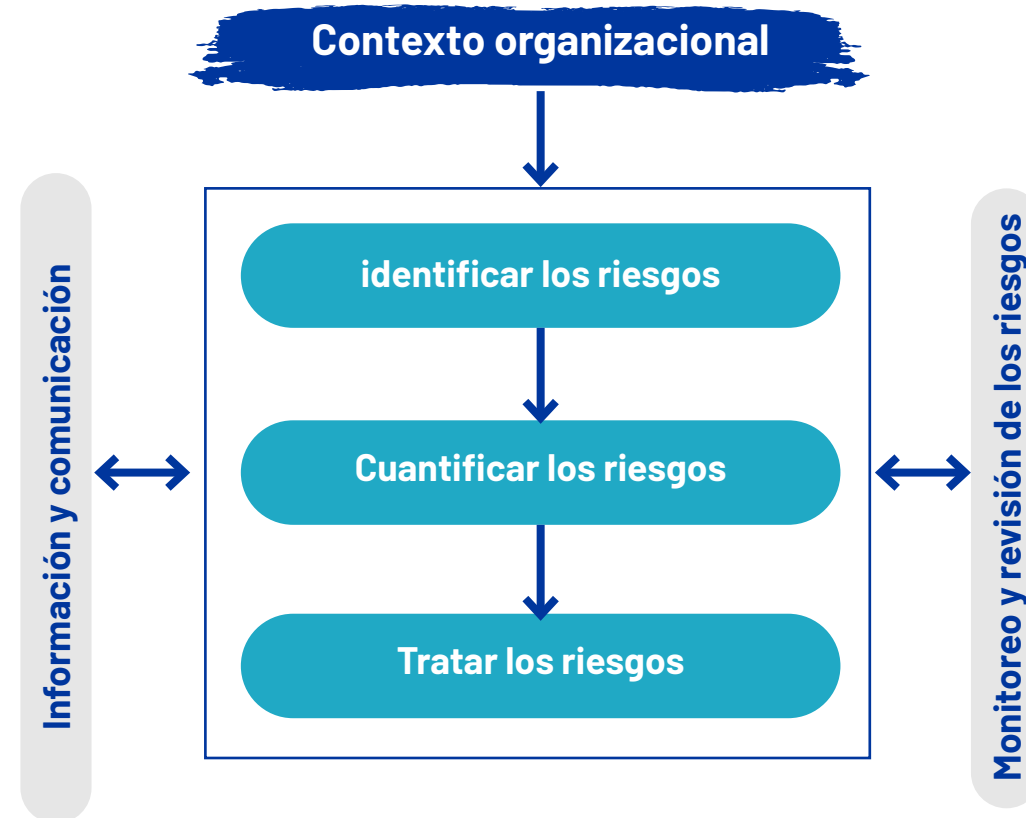 Contexto organizacional
Información y comunicación
identificar los riesgos
Cuantificar los riesgos
Tratar los riesgos
Monitoreo y revisión de los riesgos